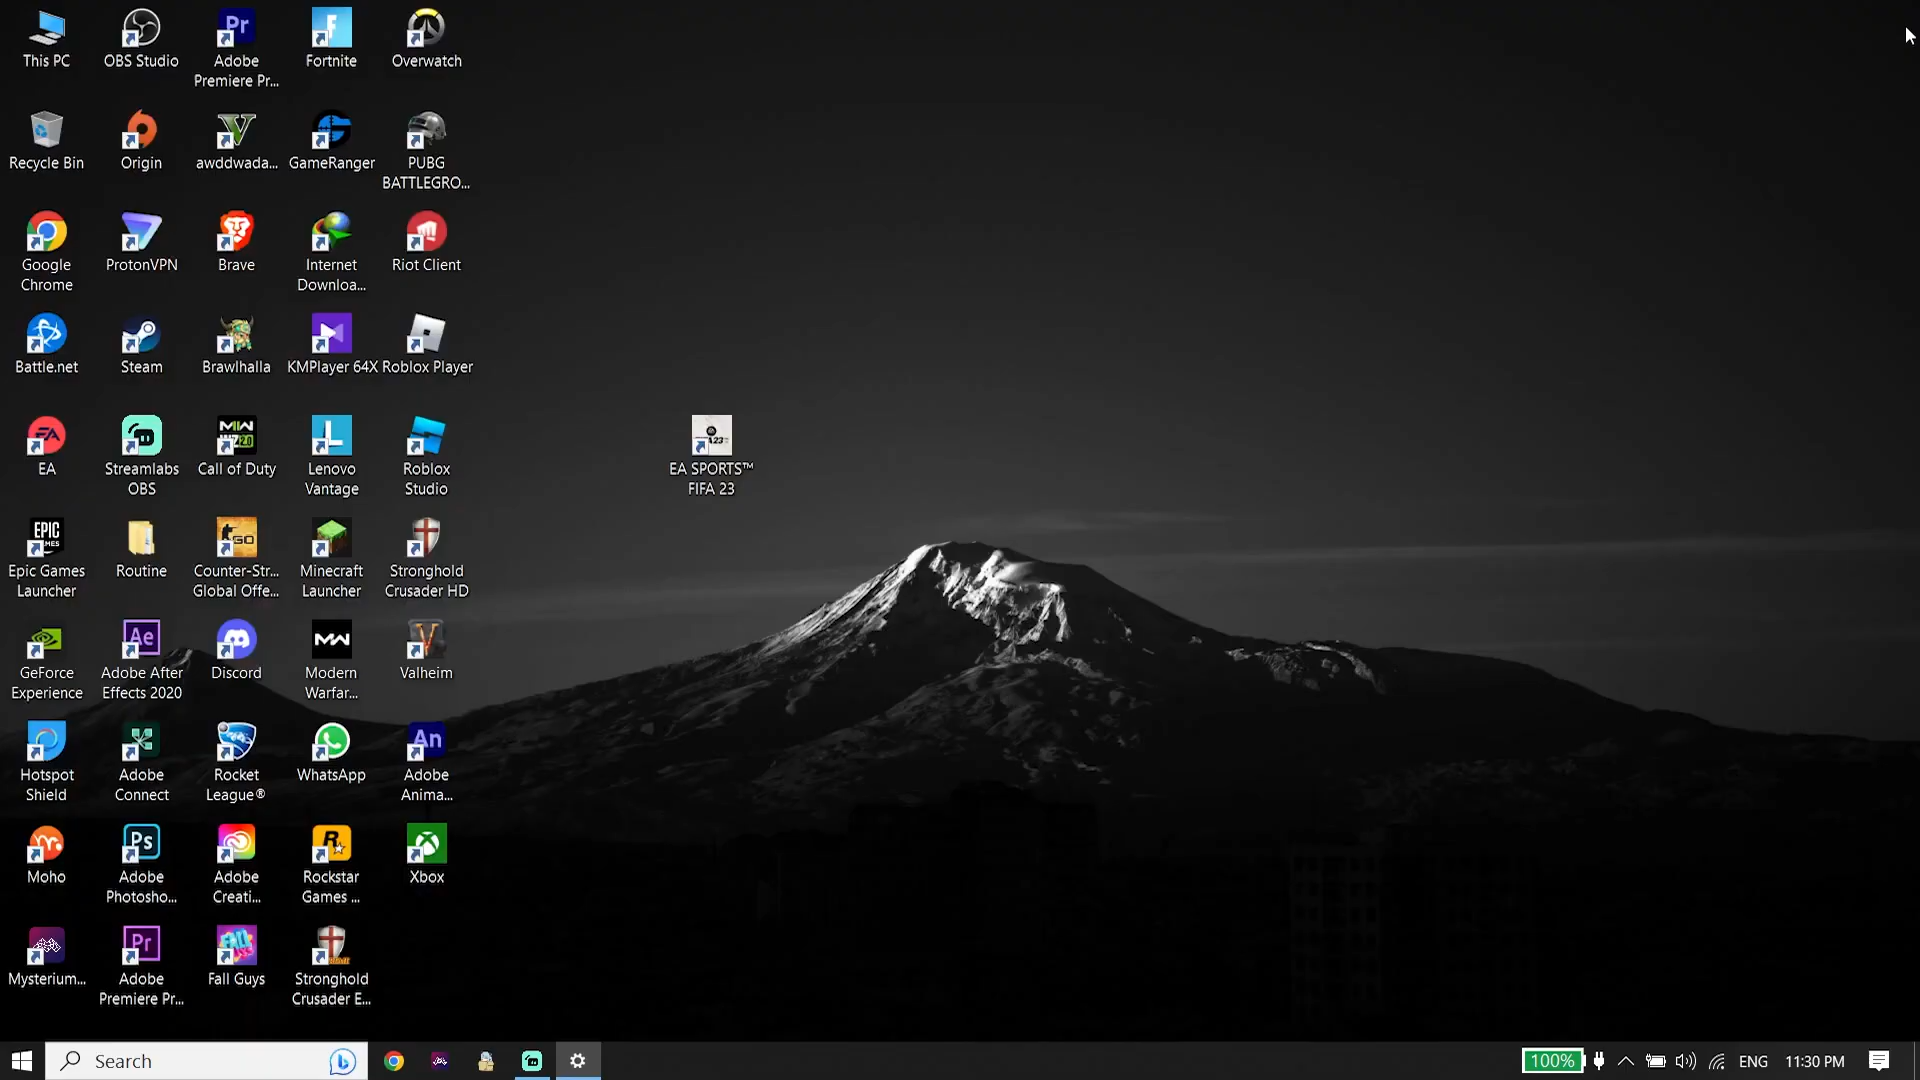 This PC
OBS Studio
Adobe
Premiere Pr...
Fortnite
Overwatch
Recycle Bin
Origin
awddwada...
GameRanger
PUBG
BATTLEGRO...
Google
Chrome
ProtonVPN
Brave
Internet
Downloa...
Riot Client
Battle.net
Steam
Brawlhalla
KMPlayer 64X
Roblox Player
EA
Streamlabs
OBS
Call of Duty
Lenovo
Vantage
Roblox
Studio
EA SPORTS™
FIFA 23
Epic Games
Launcher
Routine
Counter-Str...
Global Offe...
Minecraft
Launcher
Stronghold
Crusader HD
GeForce
Experience
Adobe After
Effects 2020
Discord
Modern
Warfar...
Valheim
Hotspot
Shield
Adobe
Connect
Rocket
League®
WhatsApp
Adobe
Anima...
Moho
Adobe
Photosho...
Adobe
Creati...
Rockstar
Games ...
Xbox
Mysterium...
Adobe
Premiere Pr...
Fall Guys
Stronghold
Crusader E...
Search
100%
ENG
11:30 PM